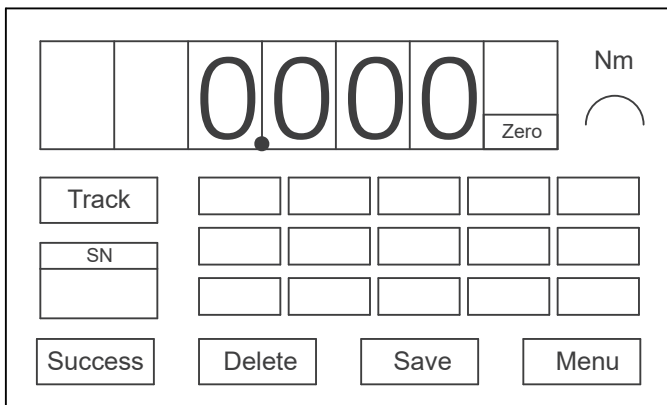 0.000
Nm
Zero
Track
SN
Success
Delete
Save
Menu